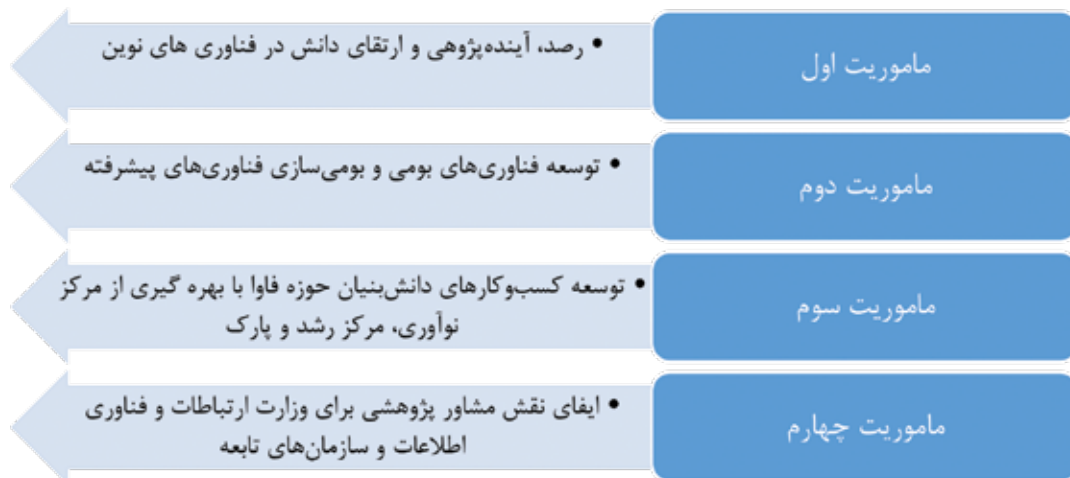 ماموریت اول
• رصد، آینده‌پژوهی و ارتقای دانش در فناوری های نوین
ماموریت دوم
• توسعه فناوری‌های بومی و بومی‌سازی فناوری‌های پیشرفته
ماموریت سوم
• توسعه کسب‌وکارهای دانش‌بنیان حوزه فاوا با بهره گیری از مرکز
نوآوری، مرکز رشد و پارک
ماموریت چهارم
• ایفای نقش مشاور پژوهشی برای وزارت ارتباطات و فناوری
اطلاعات و سازمان‌های تابعه